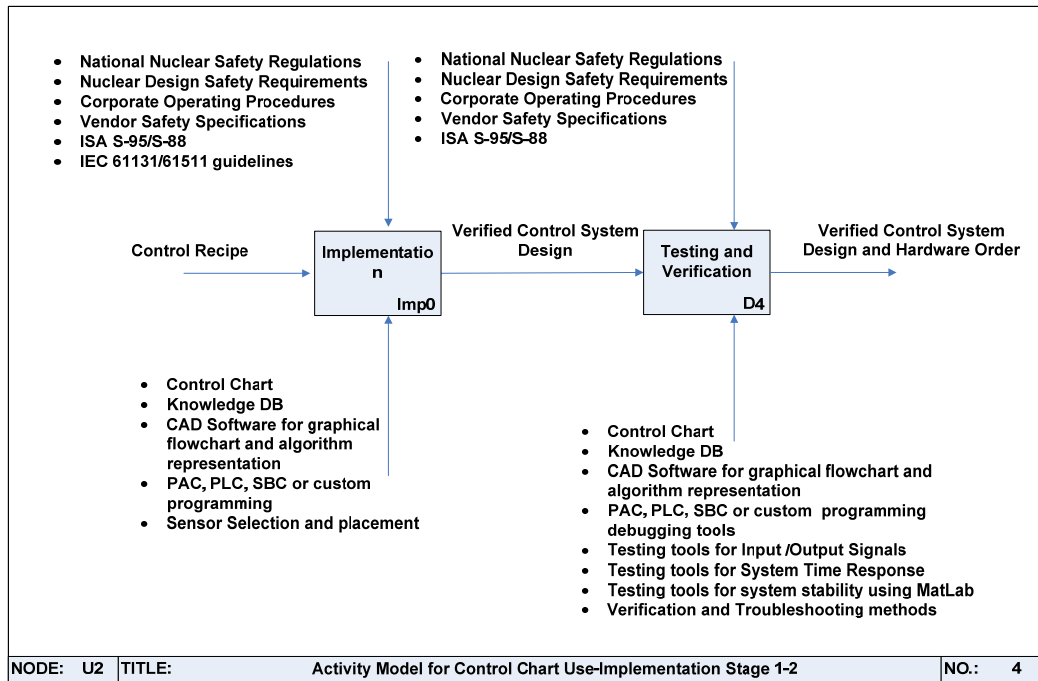 National Nuclear Safety Regulations
Nuclear Design Safety Requirements
Corporate Operating Procedures
Vendor Safety Specifications
ISA S-95/S-88
IEC 61131/61511 guidelines
National Nuclear Safety Regulations
Nuclear Design Safety Requirements
Corporate Operating Procedures
Vendor Safety Specifications
ISA S-95/S-88
Control Recipe
Implementatio
n
Imp0
Verified Control System
Design
Testing and
Verification
D4
Verified Control System
Design and Hardware Order
Control Chart
Knowledge DB
CAD Software for graphical
flowchart and algorithm
representation
PAC, PLC, SBC or custom
programming
Sensor Selection and placement
Control Chart
Knowledge DB
CAD Software for graphical flowchart and
algorithm representation
PAC, PLC, SBC or custom programming
debugging tools
Testing tools for Input /Output Signals
Testing tools for System Time Response
Testing tools for system stability using MatLab
Verification and Troubleshooting methods
NODE: U2 TITLE: Activity Model for Control Chart Use-Implementation Stage 1-2 NO.: 4